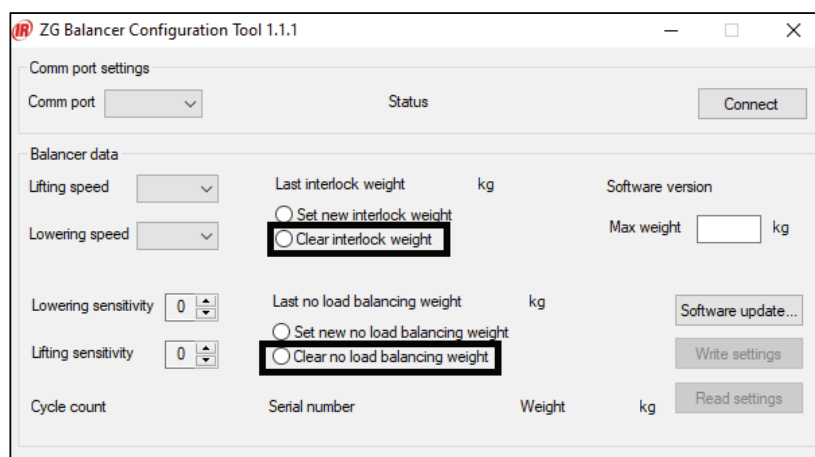 IR ZG Balancer Configuration Tool 1.1.1
Comm port settings
Comm port Status Connect
Balancer data
Lifting speed Last interlock weight kg Software version
Set new interlock weight
Lowering speed Clear interlock weight Max weight kg
Lowering sensitivity 0 Last no load balancing weight kg Software update...
Set new no load balancing weight
Lifting sensitivity 0 Clear no load balancing weight Write settings
Cycle count Serial number Weight kg Read settings